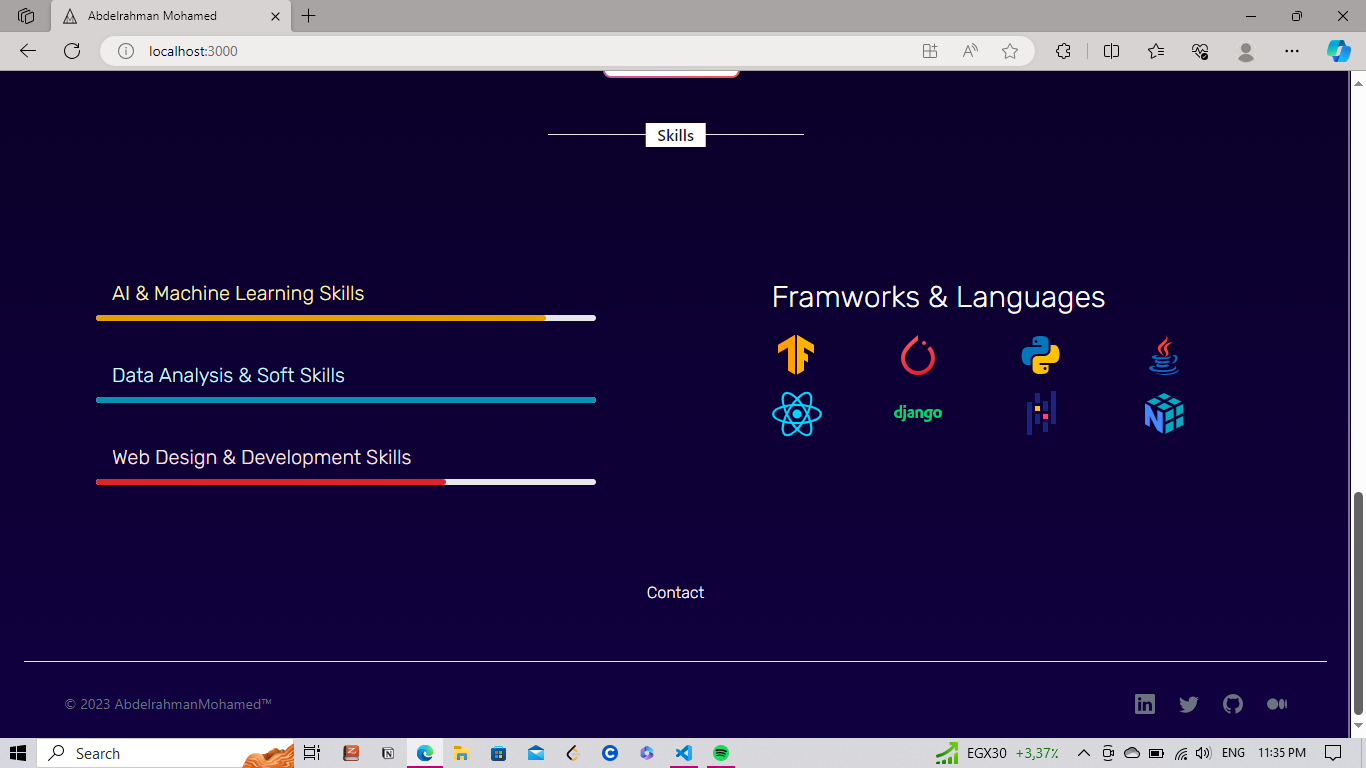 Abdelrahman Mohamed
localhost:3000
Skills
AI & Machine Learning Skills
Data Analysis & Soft Skills
Web Design & Development Skills
Framworks & Languages
django
Contact
© 2023 AbdelrahmanMohamed™
Search
EGX30 +3,37%
ENG
11:35 PM